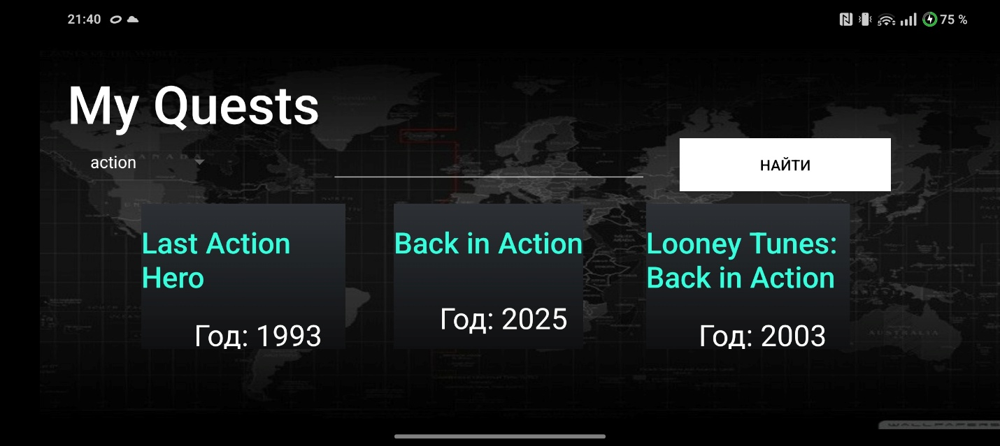 21:40
75 %
My Quests
action
НАЙТИ
Last Action
Hero
Год: 1993
Back in Action
Год: 2025
Looney Tunes:
Back in Action
Год: 2003
AUSTRALIA